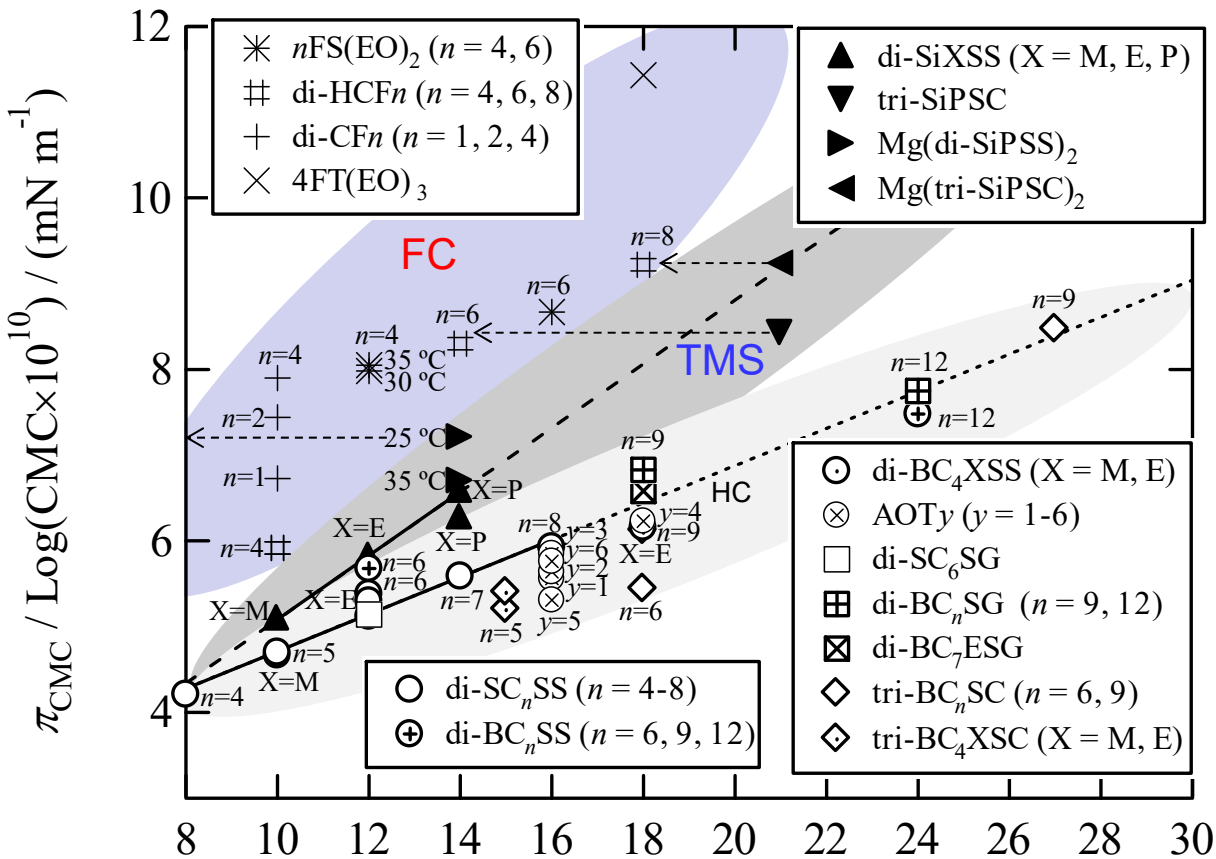 π_CMC / Log(CMC×10^10) / (mN m^-1)
12
10
8
6
4
8 10 12 14 16 18 20 22 24 26 28 30
nFS(EO)₂ (n = 4, 6)
di-HCFn (n = 4, 6, 8)
di-CFn (n = 1, 2, 4)
4FT(EO)₃
di-SiXSS (X = M, E, P)
tri-SiPSC
Mg(di-SiPSS)₂
Mg(tri-SiPSC)₂
FC
TMS
HC
n=8
n=6
n=6
n=4
35 ºC
30 ºC
n=4
n=2
25 ºC
n=1
35 ºC
X=P
n=4
X=E
X=P
n=6
n=6
X=M
X=E
n=5
X=M
n=4
n=7
n=8
y=3
y=6
y=2
y=1
y=5
n=5
n=9
y=4
n=9
X=E
n=6
n=12
n=12
n=9
di-SCₙSS (n = 4-8)
di-BCₙSS (n = 6, 9, 12)
di-BC₄XSS (X = M, E)
AOTy (y = 1-6)
di-SC₆SG
di-BCₙSG (n = 9, 12)
di-BC₇ESG
tri-BCₙSC (n = 6, 9)
tri-BC₄XSC (X = M, E)